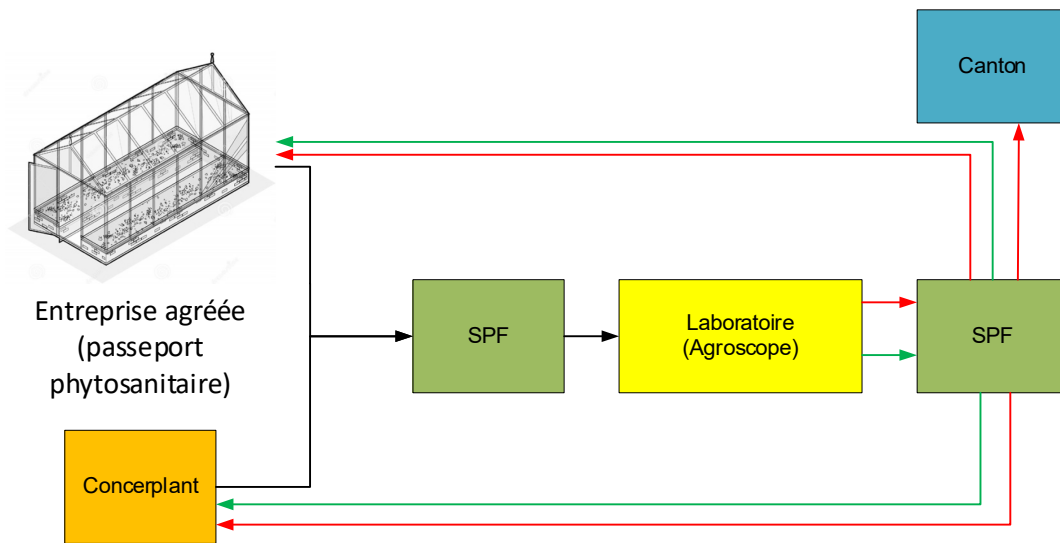 Canton
Entreprise agréée
(passeport
phytosanitaire)
SPF
Laboratoire
(Agroscope)
SPF
Concerplant